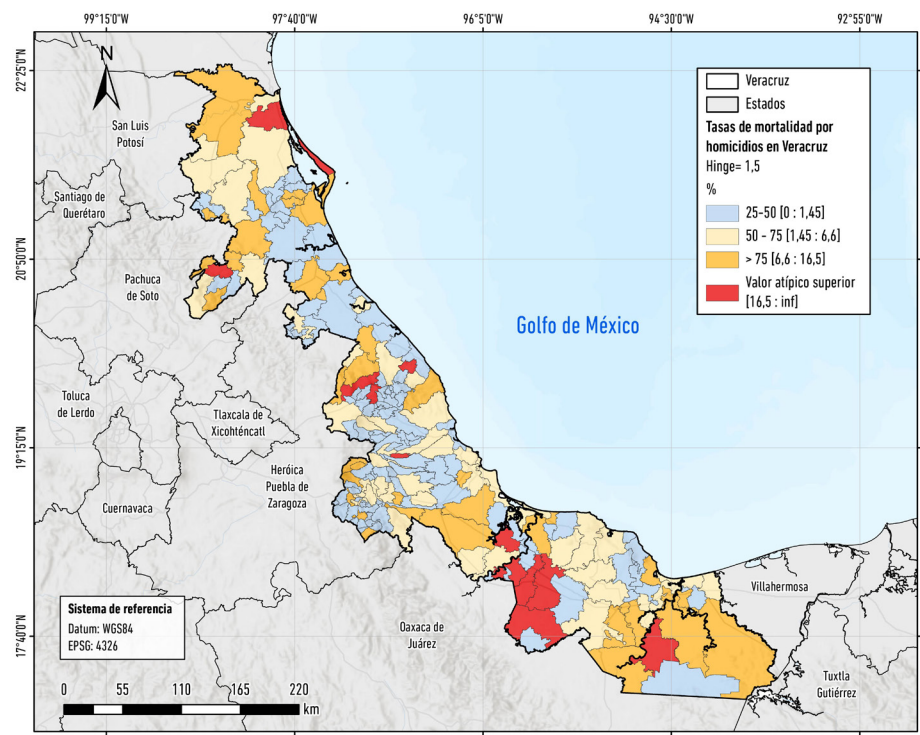 99°15'0"W
97°40'0"W
96°5'0"W
94°30'0"W
92°55'0"W
22°25'0"N
20°50'0"N
19°15'0"N
17°40'0"N
N
San Luis
Potosí
Santiago de
Querétaro
Pachuca
de Soto
Toluca
de Lerdo
Tlaxcala de
Xicohténcatl
Cuernavaca
Heróica
Puebla de
Zaragoza
Oaxaca de
Juárez
Villahermosa
Tuxtla
Gutiérrez
Golfo de México
Veracruz
Estados
Tasas de mortalidad por
homicidios en Veracruz
Hinge= 1,5
%
25-50 [0 : 1,45]
50 - 75 [1,45 : 6,6]
> 75 [6,6 : 16,5]
Valor atípico superior
[16,5 : inf]
Sistema de referencia
Datum: WGS84
EPSG: 4326
0 55 110 165 220
km